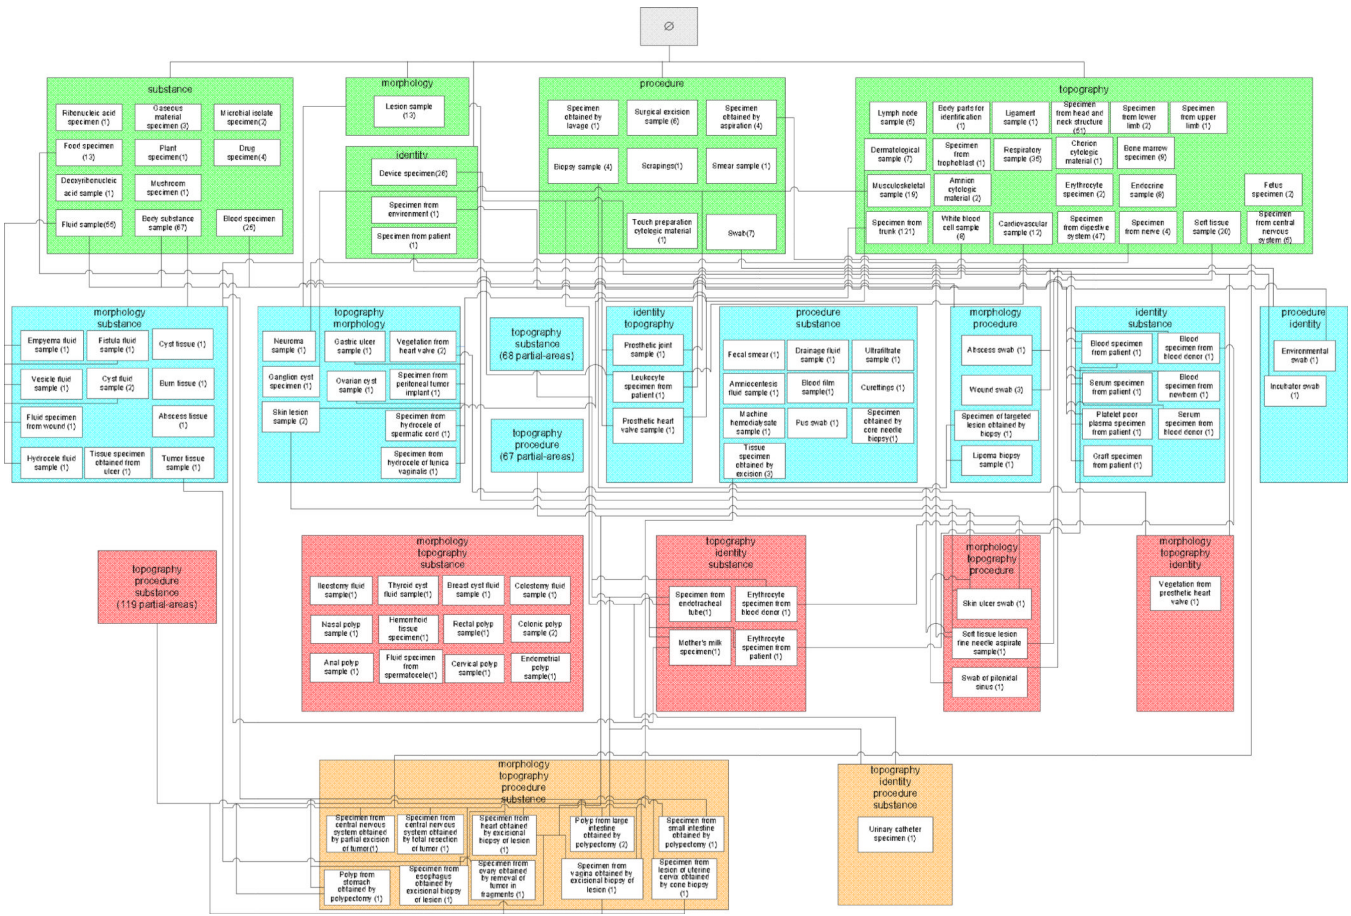 Ø
substance
Ribonucleic acid
specimen (1)
Gaseous
material
specimen (3)
Microbial isolate
specimen(2)
Food specimen
(13)
Plant
specimen(1)
Drug
specimen(4)
Deoxyribonucleic
acid sample (1)
Mushroom
specimen (1)
Fluid sample(55)
Body substance
sample (67)
Blood specimen
(25)
morphology
Lesion sample
(13)
identity
Device specimen(26)
Specimen from
environment (1)
Specimen from patient
(1)
procedure
Specimen
obtained by
lavage (1)
Surgical excision
sample (6)
Specimen
obtained by
aspiration (4)
Biopsy sample (4)
Scrapings(1)
Smear sample (1)
Touch preparation
cytologic material
(1)
Swab(7)
topography
Lymph node
sample (5)
Body parts for
identification
(1)
Ligament
sample (1)
Specimen
from head and
neck structure
(51)
Specimen
from lower
limb (2)
Specimen
from upper
limb (1)
Dermatological
sample (7)
Specimen
from
trophoblast (1)
Respiratory
sample (35)
Chorion
cytologic
material (1)
Bone marrow
specimen (9)
Musculoskeletal
sample (19)
Amnion
cytologic
material (2)
Erythrocyte
specimen (2)
Endocrine
sample (8)
Fetus
specimen (2)
Specimen from
trunk (121)
White blood
cell sample
(8)
Cardiovascular
sample (12)
Specimen from
digestive
system (47)
Specimen
from nerve (4)
Soft tissue
sample (20)
Specimen
from central
nervous
system (5)
morphology
substance
Empyema fluid
sample (1)
Fistula fluid
sample (1)
Cyst tissue (1)
Vesicle fluid
sample (1)
Cyst fluid
sample (2)
Burn tissue (1)
Fluid specimen
from wound (1)
Abscess tissue
(1)
Hydrocele fluid
sample (1)
Tissue specimen
obtained from
ulcer (1)
Tumor tissue
sample (1)
topography
morphology
Neuroma
sample (1)
Gastric ulcer
sample (1)
Vegetation from
heart valve (2)
Ganglion cyst
specimen (1)
Ovarian cyst
sample (1)
Specimen from
peritoneal tumor
implant (1)
Skin lesion
sample (2)
Specimen from
hydrocele of
spermatic cord (1)
Specimen from
hydrocele of tunica
vaginalis (1)
topography
substance
(68 partial-areas)
topography
procedure
(67 partial-areas)
identity
topography
Prosthetic joint
sample (1)
Leukocyte
specimen from
patient (1)
Prosthetic heart
valve sample (1)
procedure
substance
Fecal smear (1)
Drainage fluid
sample (1)
Ultrafiltrate
sample (1)
Amniocentesis
fluid sample (1)
Blood film
sample(1)
Curettings (1)
Machine
hemodialysate
sample (1)
Pus swab (1)
Specimen
obtained by
core needle
biopsy(1)
Tissue
specimen
obtained by
excision (3)
morphology
procedure
Abscess swab (1)
Wound swab (3)
Specimen of targeted
lesion obtained by
biopsy (1)
Lipoma biopsy
sample (1)
identity
substance
Blood specimen
from patient (1)
Blood
specimen from
blood donor (1)
Serum specimen
from patient (1)
Blood
specimen from
newborn (1)
Platelet poor
plasma specimen
from patient (1)
Serum
specimen from
blood donor (1)
Graft specimen
from patient (1)
procedure
identity
Environmental
swab (1)
Incubator swab
(1)
topography
procedure
substance
(119 partial-areas)
morphology
topography
substance
Ileostomy fluid
sample(1)
Thyroid cyst
fluid sample(1)
Breast cyst fluid
sample (1)
Colostomy fluid
sample(1)
Nasal polyp
sample (1)
Hemorrhoid
tissue
specimen(1)
Rectal polyp
sample(1)
Colonic polyp
sample (2)
Anal polyp
sample (1)
Fluid specimen
from
spermatocele(1)
Cervical polyp
sample(1)
Endometrial
polyp
sample(1)
topography
identity
substance
Specimen from
endotracheal
tube(1)
Erythrocyte
specimen from
blood donor (1)
Mother's milk
specimen(1)
Erythrocyte
specimen from
patient (1)
morphology
topography
procedure
Skin ulcer swab (1)
Soft tissue lesion
fine needle aspirate
sample(1)
Swab of pilonidal
sinus (1)
morphology
topography
identity
Vegetation from
prosthetic heart
valve (1)
morphology
topography
procedure
substance
Specimen from
central nervous
system obtained
by partial excision
of tumor(1)
Specimen from
central nervous
system obtained
by total resection
of tumor (1)
Specimen from
heart obtained
by excisional
biopsy of lesion
(1)
Polyp from large
intestine
obtained by
polypectomy (2)
Specimen from
small intestine
obtained by
polypectomy (1)
Polyp from
stomach
obtained by
polypectomy (1)
Specimen from
esophagus
obtained by
excisional biopsy
of lesion (1)
Specimen from
ovary obtained
by removal of
tumor in
fragments (1)
Specimen from
vagina obtained by
excisional biopsy of
lesion (1)
Specimen from
lesion of uterine
cervix obtained
by cone biopsy
(1)
topography
identity
procedure
substance
Urinary catheter
specimen (1)